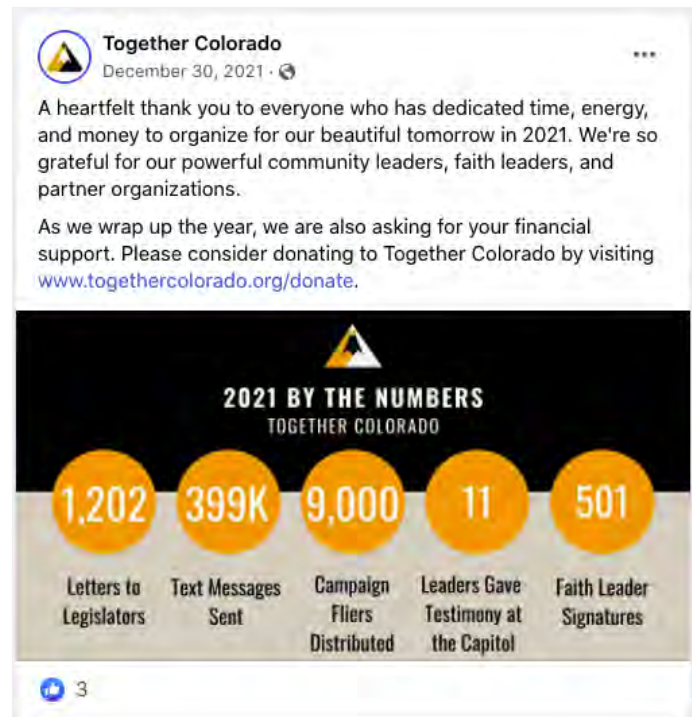 Together Colorado
December 30, 2021 ·
A heartfelt thank you to everyone who has dedicated time, energy,
and money to organize for our beautiful tomorrow in 2021. We're so
grateful for our powerful community leaders, faith leaders, and
partner organizations.
As we wrap up the year, we are also asking for your financial
support. Please consider donating to Together Colorado by visiting
www.togethercolorado.org/donate.
2021 BY THE NUMBERS
TOGETHER COLORADO
1,202
Letters to
Legislators
399K
Text Messages
Sent
9,000
Campaign
Fliers
Distributed
11
Leaders Gave
Testimony at
the Capitol
501
Faith Leader
Signatures
3